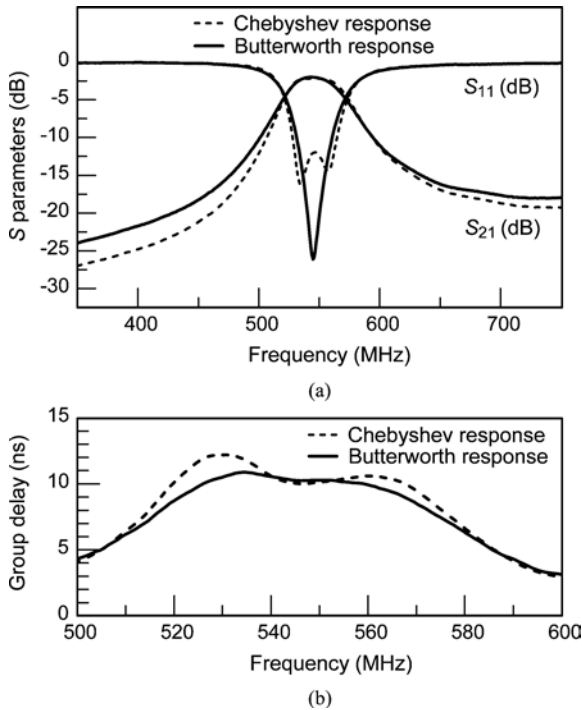 Chebyshev response
Butterworth response
0
-5
-10
-15
-20
-25
-30
S parameters (dB)
S11 (dB)
S21 (dB)
400 500 600 700
Frequency (MHz)
(a)
15
10
5
0
Group delay (ns)
Chebyshev response
Butterworth response
500 520 540 560 580 600
Frequency (MHz)
(b)